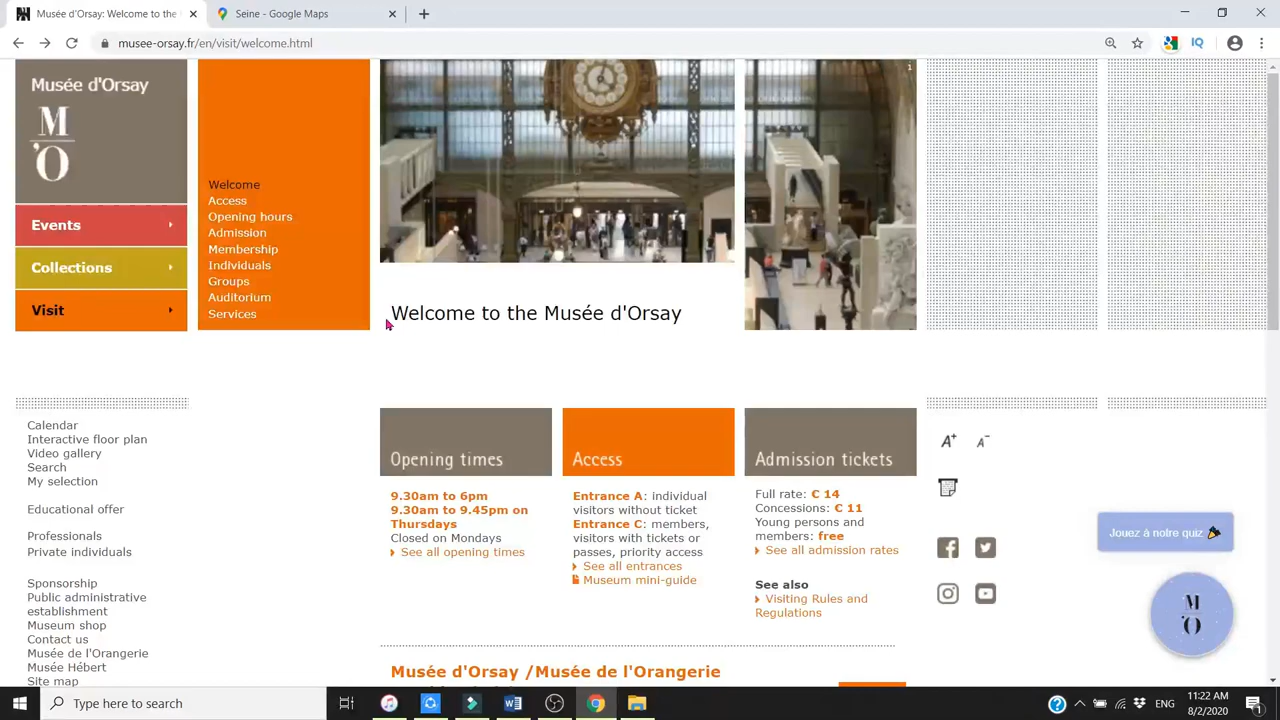 Musée d'Orsay: Welcome to the
Seine - Google Maps
musee-orsay.fr/en/visit/welcome.html
Musée d'Orsay
M
'O
Events
Collections
Visit
Welcome
Access
Opening hours
Admission
Membership
Individuals
Groups
Auditorium
Services
Welcome to the Musée d'Orsay
Calendar
Interactive floor plan
Video gallery
Search
My selection
Educational offer
Professionals
Private individuals
Sponsorship
Public administrative
establishment
Museum shop
Contact us
Musée de l'Orangerie
Musée Hébert
Site map
Opening times
9.30am to 6pm
9.30am to 9.45pm on
Thursdays
Closed on Mondays
See all opening times
Access
Entrance A: individual
visitors without ticket
Entrance C: members,
visitors with tickets or
passes, priority access
See all entrances
Museum mini-guide
Admission tickets
Full rate: € 14
Concessions: € 11
Young persons and
members: free
See all admission rates
See also
Visiting Rules and
Regulations
A+ A-
Jouez à notre quiz
M
'O
Musée d'Orsay /Musée de l'Orangerie
Type here to search
ENG
11:22 AM
8/2/2020